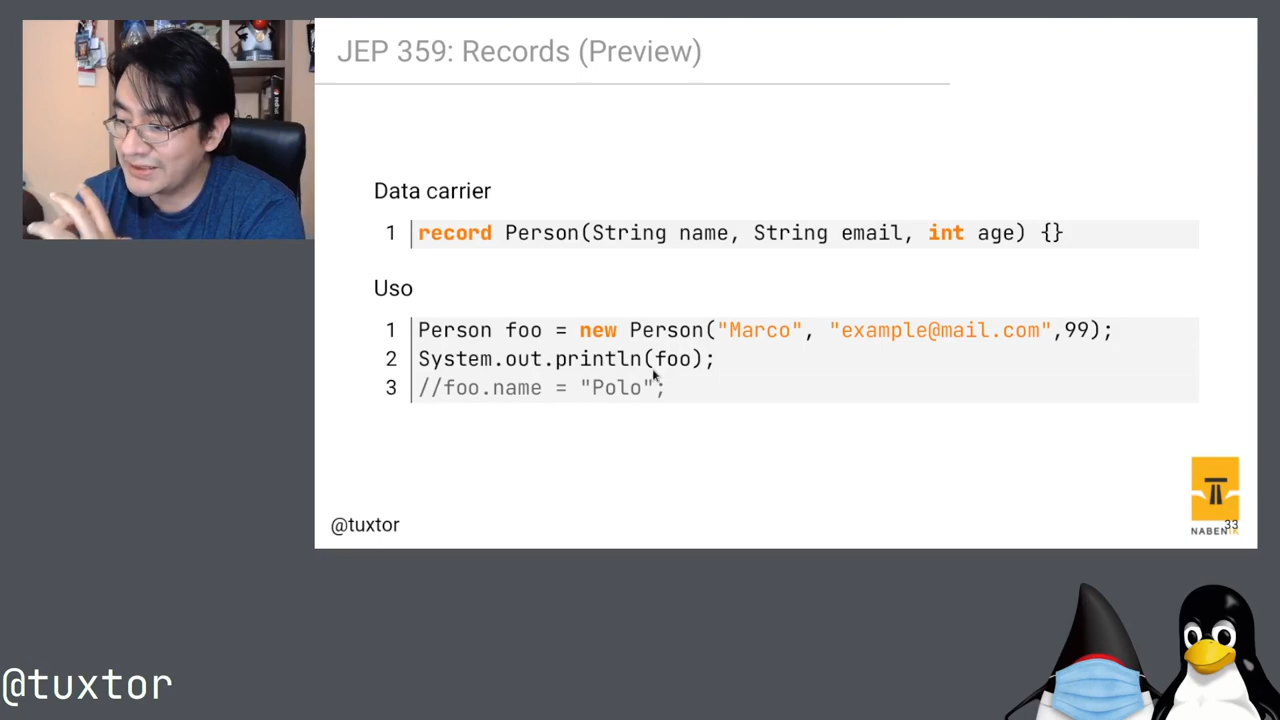 JEP 359: Records (Preview)
Data carrier
1 record Person(String name, String email, int age) {}
Uso
1 Person foo = new Person("Marco", "example@mail.com",99);
2 System.out.println(foo);
3 //foo.name = "Polo";
@tuxtor
33
NABENIK
@tuxtor